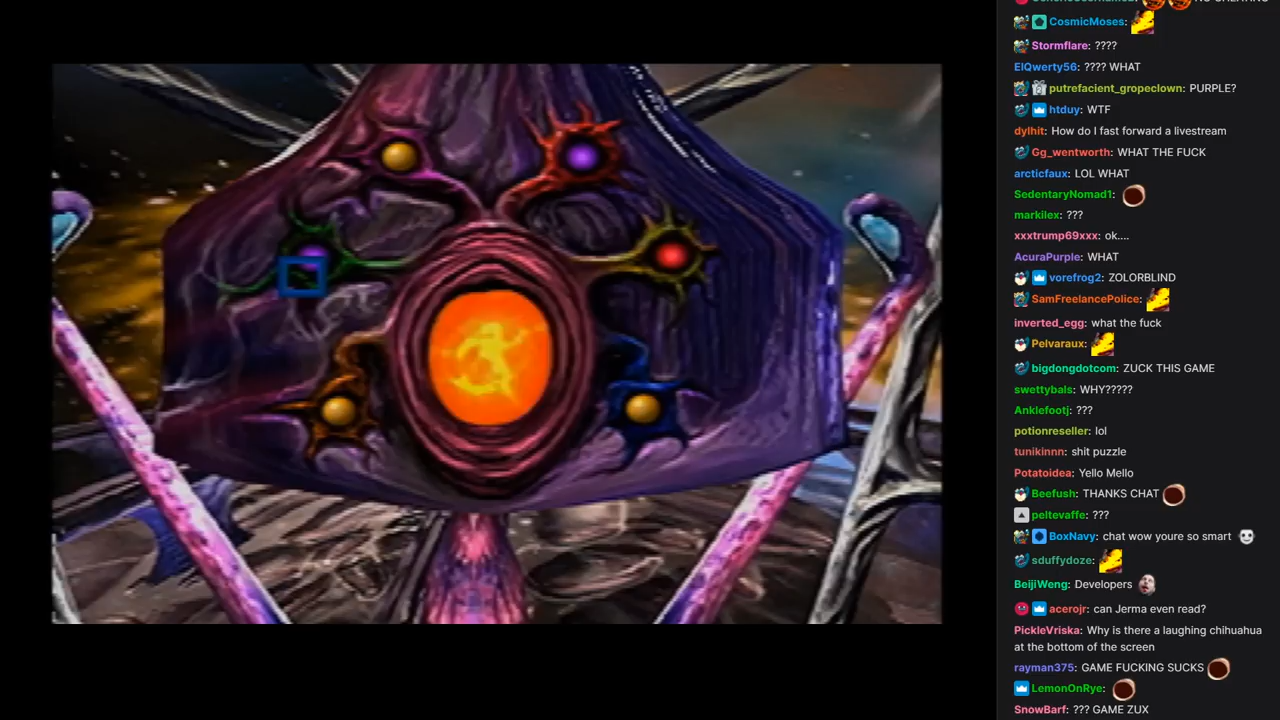 CosmicMoses:
Stormflare: ????
ElQwerty56: ???? WHAT
putrefacient_gropeclown: PURPLE?
htduy: WTF
dylhit: How do I fast forward a livestream
Gg_wentworth: WHAT THE FUCK
arcticfaux: LOL WHAT
SedentaryNomad1:
markilex: ???
xxxtrump69xxx: ok....
AcuraPurple: WHAT
vorefrog2: ZOLORBLIND
SamFreelancePolice:
inverted_egg: what the fuck
Pelvaraux:
bigdongdotcom: ZUCK THIS GAME
swettybals: WHY?????
Anklefootj: ???
potionreseller: lol
tunikinnn: shit puzzle
Potatoidea: Yello Mello
Beefush: THANKS CHAT
peltevaffe: ???
BoxNavy: chat wow youre so smart
sduffydoze:
BeijiWeng: Developers
acerojr: can Jerma even read?
PickleVriska: Why is there a laughing chihuahua
at the bottom of the screen
rayman375: GAME FUCKING SUCKS
LemonOnRye:
SnowBarf: ??? GAME ZUX